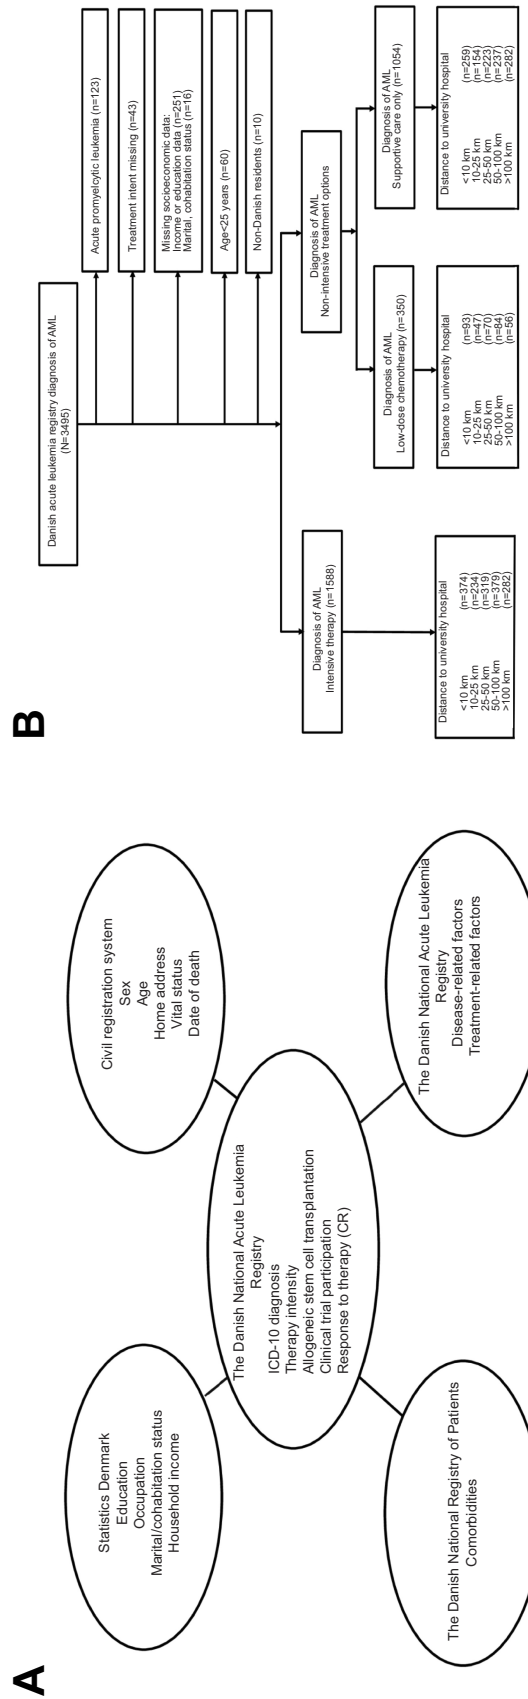 A
Statistics Denmark
Education
Occupation
Marital/cohabitation status
Household income
Civil registration system
Sex
Age
Home address
Vital status
Date of death
The Danish National Acute Leukemia
Registry
ICD-10 diagnosis
Therapy intensity
Allogeneic stem cell transplantation
Clinical trial participation
Response to therapy (CR)
The Danish National Registry of Patients
Comorbidities
The Danish National Acute Leukemia
Registry
Disease-related factors
Treatment-related factors
B
Danish acute leukemia registry diagnosis of AML
(N=3495)
Acute promyelcytic leukemia (n=123)
Treatment intent missing (n=43)
Missing socioeconomic data:
Income or education data (n=251)
Marital, cohabitation status (n=16)
Age<25 years (n=60)
Non-Danish residents (n=10)
Diagnosis of AML
Intensive therapy (n=1588)
Diagnosis of AML
Non-intensive treatment options
Diagnosis of AML
Low-dose chemotherapy (n=350)
Diagnosis of AML
Supportive care only (n=1054)
Distance to university hospital
<10 km (n=374)
10-25 km (n=234)
25-50 km (n=319)
50-100 km (n=379)
>100 km (n=282)
Distance to university hospital
<10 km (n=93)
10-25 km (n=47)
25-50 km (n=70)
50-100 km (n=84)
>100 km (n=56)
Distance to university hospital
<10 km (n=259)
10-25 km (n=154)
25-50 km (n=223)
50-100 km (n=237)
>100 km (n=282)